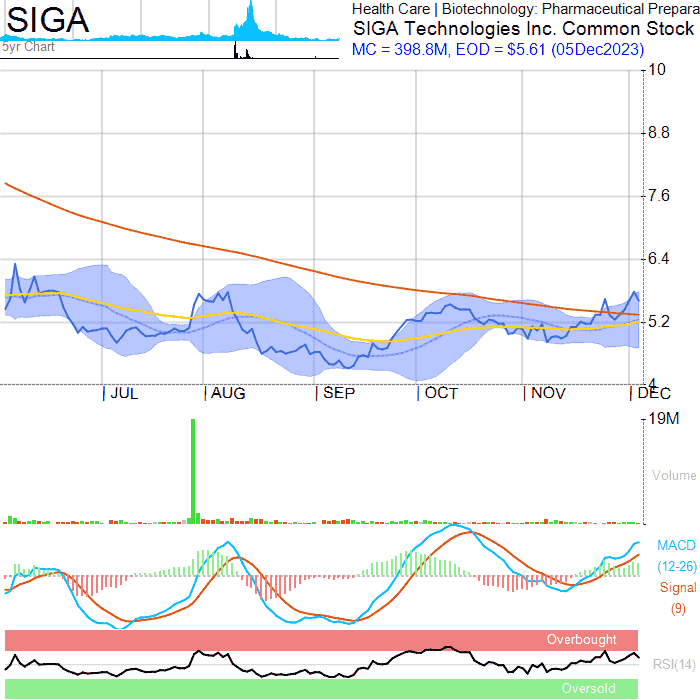 SIGA
5yr Chart
Health Care | Biotechnology: Pharmaceutical Prepara
SIGA Technologies Inc. Common Stock
MC = 398.8M, EOD = $5.61 (05Dec2023)
10
8.8
7.6
6.4
5.2
4
JUL AUG SEP OCT NOV DEC
19M
Volume
MACD
(12-26)
Signal
(9)
Overbought
RSI(14)
Oversold